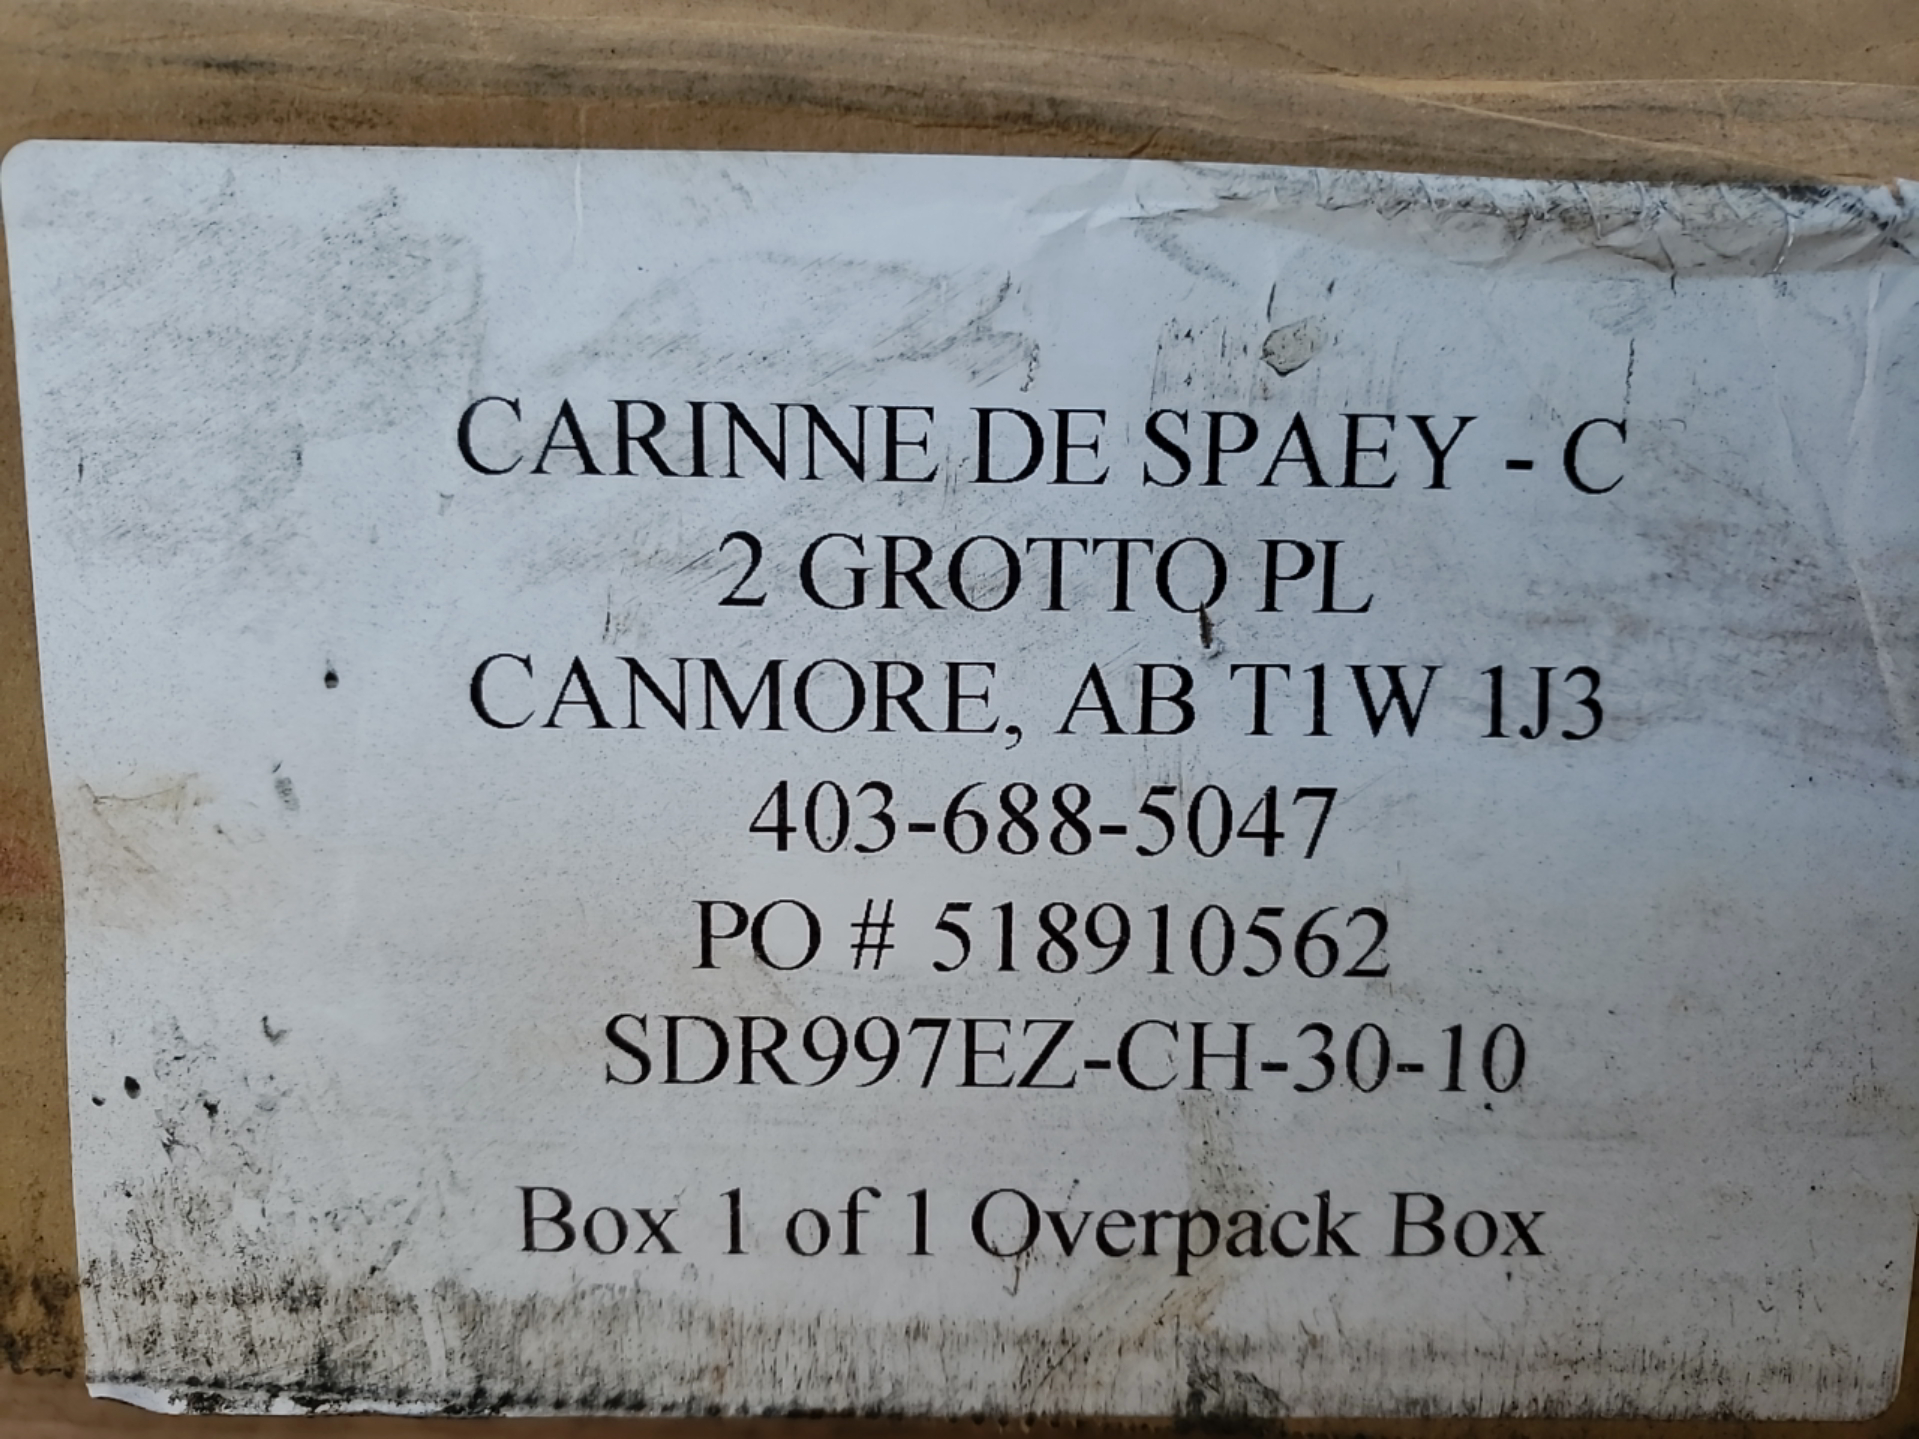 CARINNE DE SPAEY - C
2 GROTTO PL
CANMORE, AB T1W 1J3
403-688-5047
PO # 518910562
SDR997EZ-CH-30-10
Box 1 of 1 Overpack Box